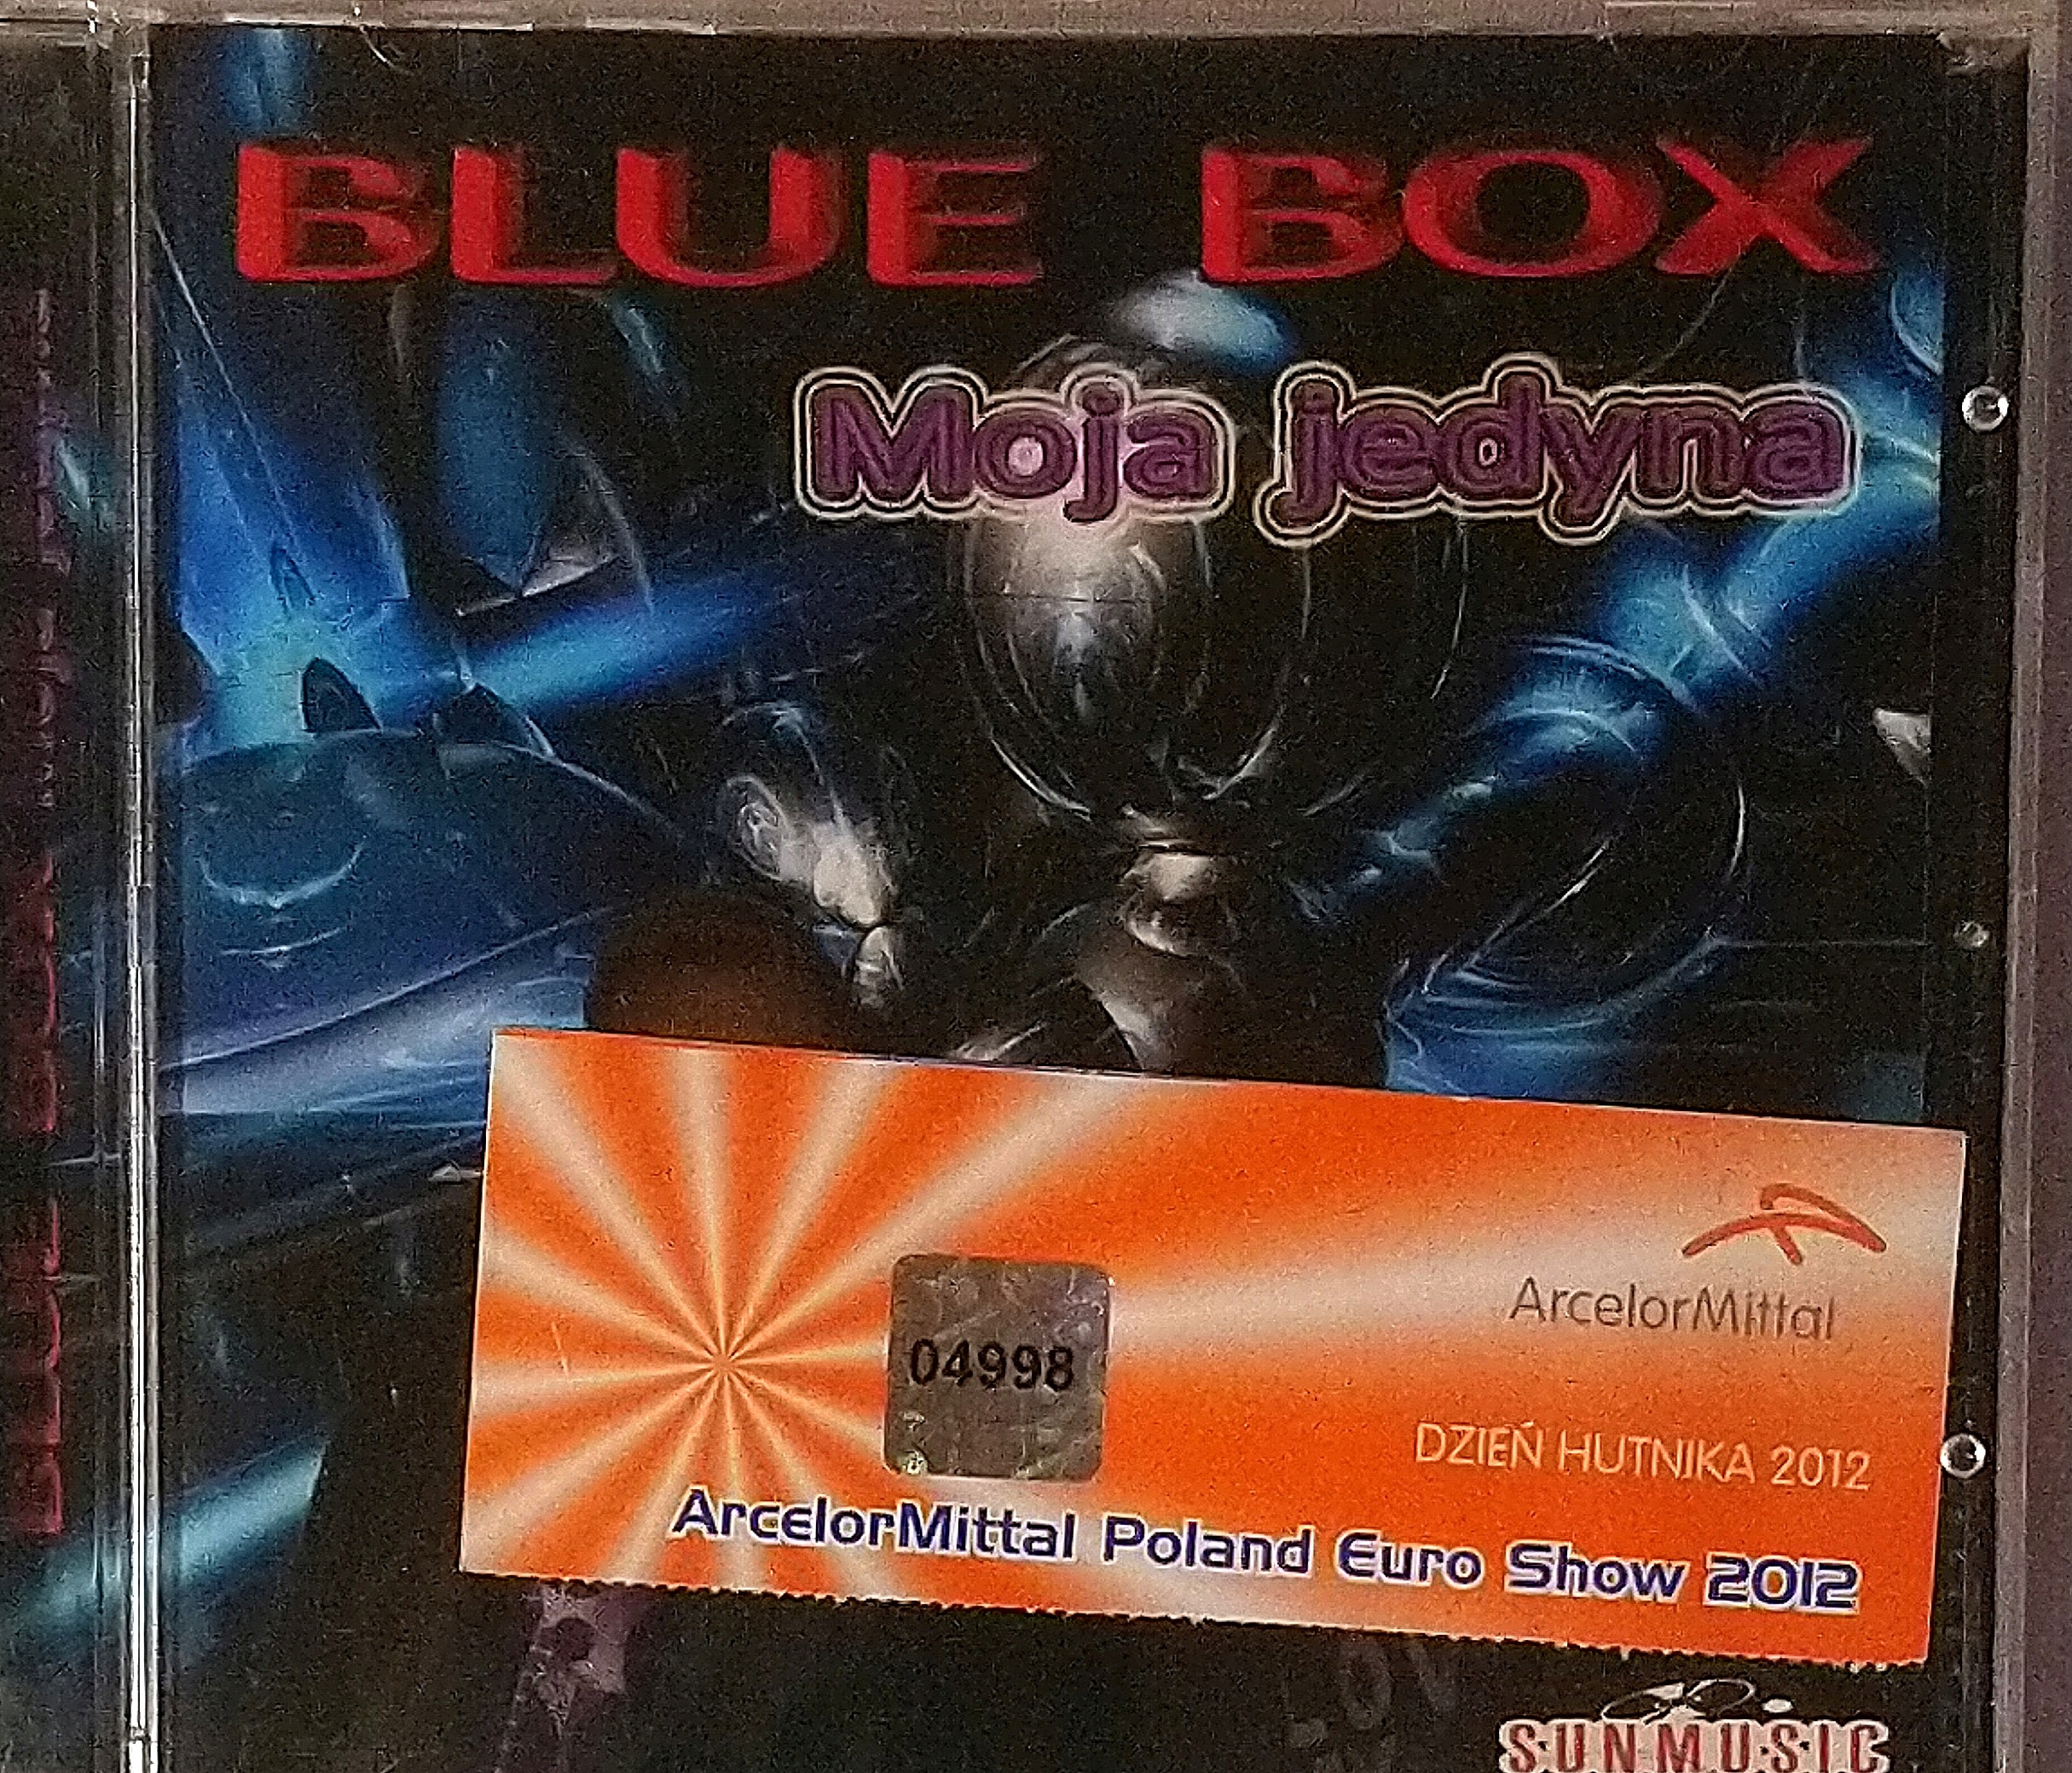 BLUE BOX
Moja jedyna
ArcelorMittal
04998
DZIEŃ HUTNIKA 2012
ArcelorMittal Poland Euro Show 2012
SUNMUSIC